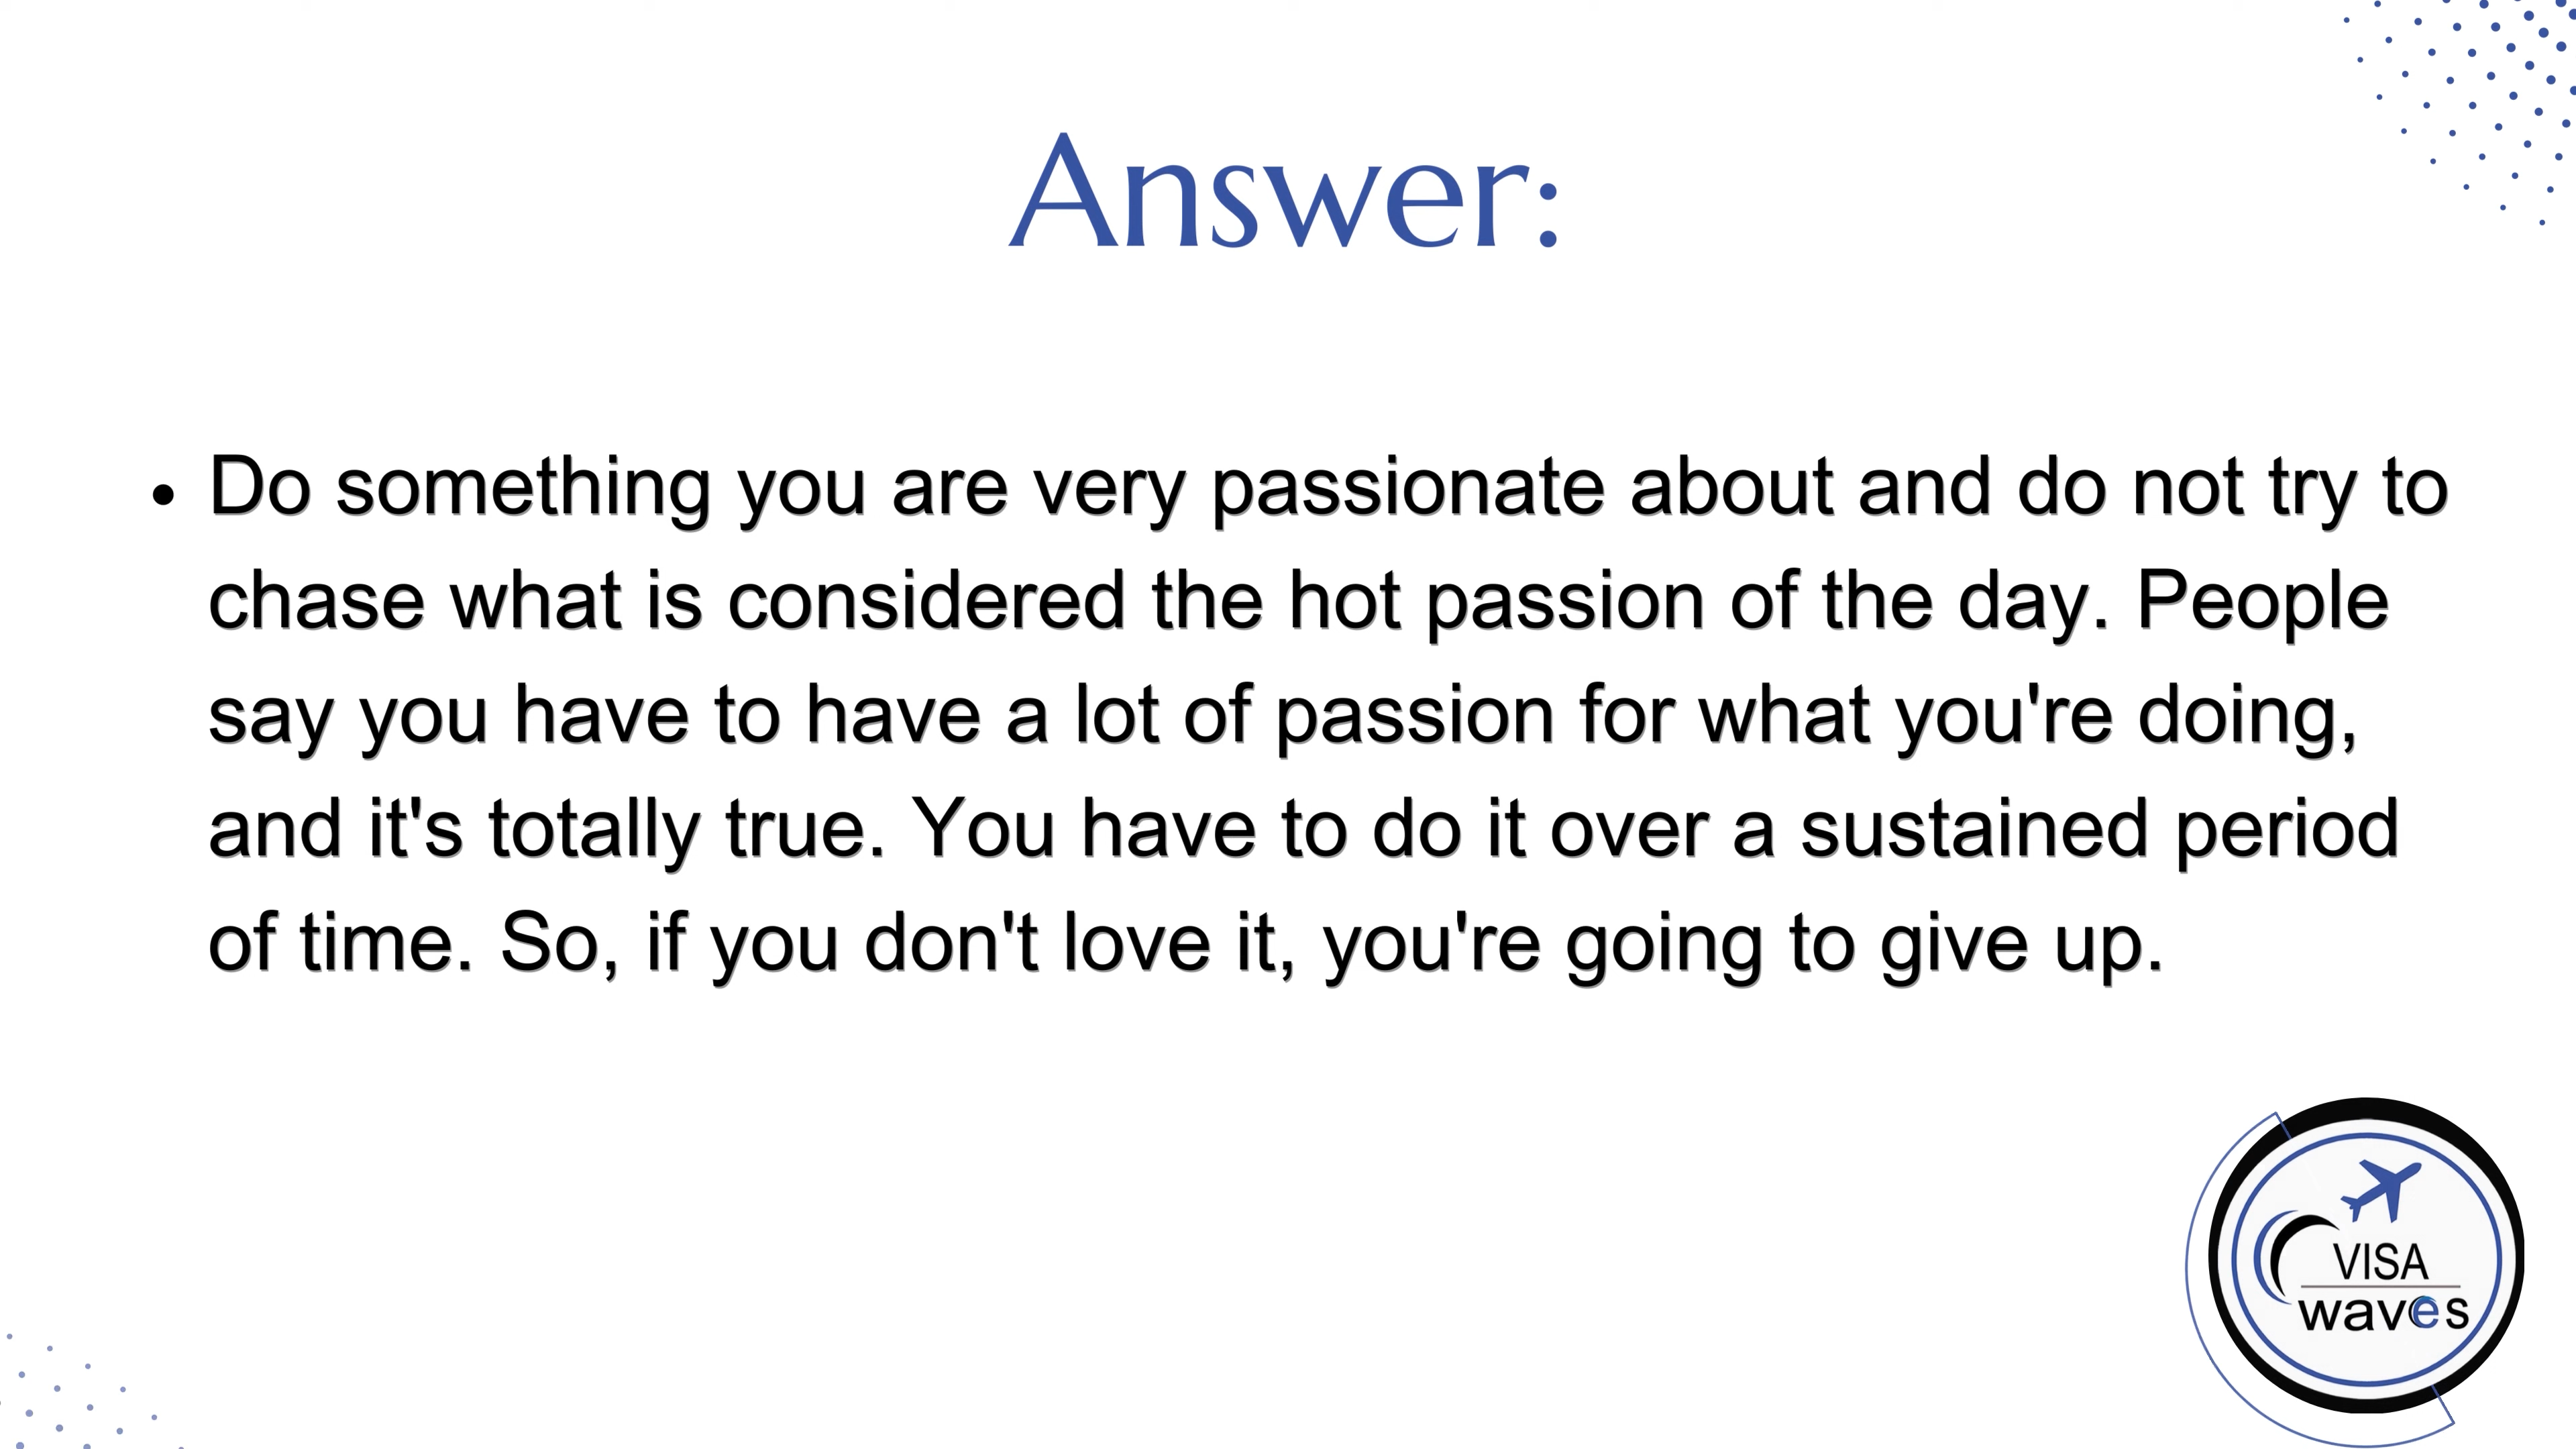 Answer:
• Do something you are very passionate about and do not try to
chase what is considered the hot passion of the day. People
say you have to have a lot of passion for what you're doing,
and it's totally true. You have to do it over a sustained period
of time. So, if you don't love it, you're going to give up.
VISA
waves